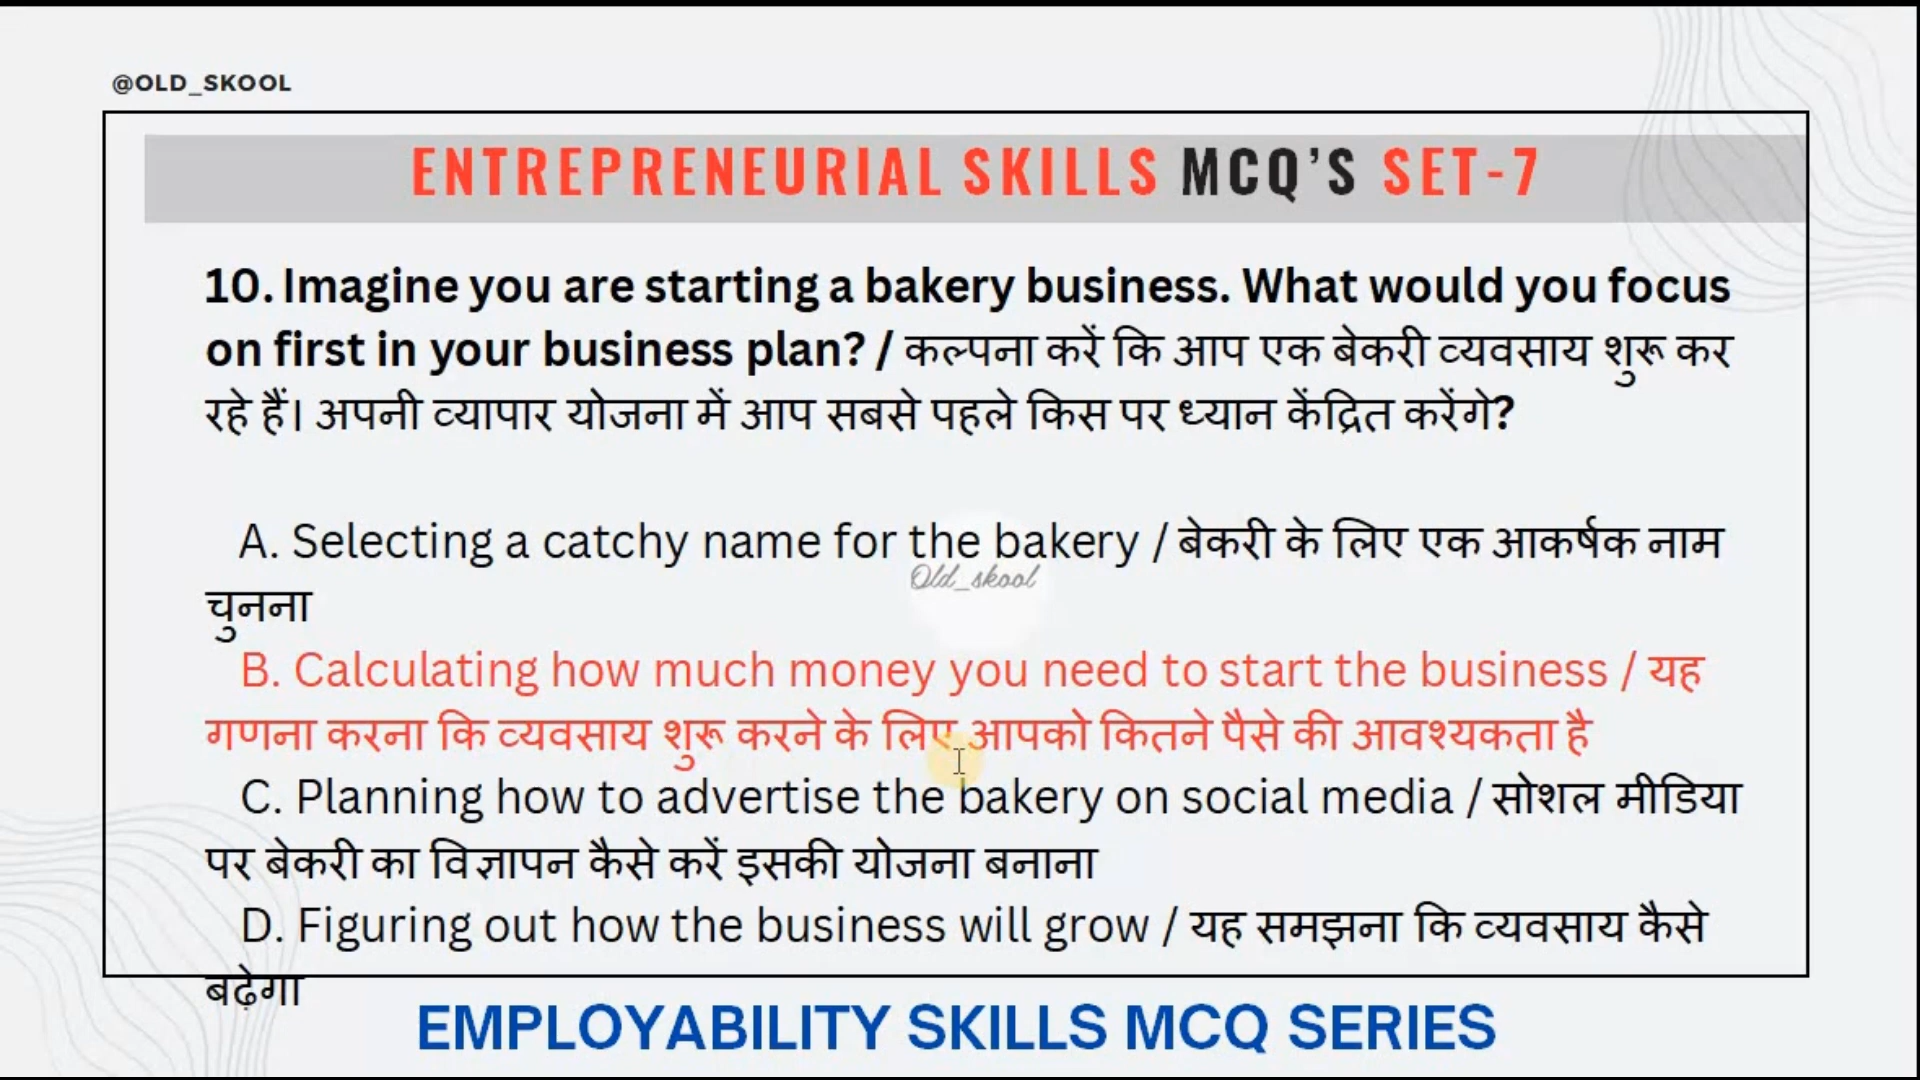 @OLD_SKOOL
ENTREPRENEURIAL SKILLS MCQ'S SET-7
10. Imagine you are starting a bakery business. What would you focus
on first in your business plan? / कल्पना करें कि आप एक बेकरी व्यवसाय शुरू कर
रहे हैं। अपनी व्यापार योजना में आप सबसे पहले किस पर ध्यान केंद्रित करेंगे?
A. Selecting a catchy name for the bakery / बेकरी के लिए एक आकर्षक नाम
Old_skool
चुनना
B. Calculating how much money you need to start the business / यह
गणना करना कि व्यवसाय शुरू करने के लिए आपको कितने पैसे की आवश्यकता है
C. Planning how to advertise the bakery on social media / सोशल मीडिया
पर बेकरी का विज्ञापन कैसे करें इसकी योजना बनाना
D. Figuring out how the business will grow / यह समझना कि व्यवसाय कैसे
बढ़ेगा
EMPLOYABILITY SKILLS MCQ SERIES